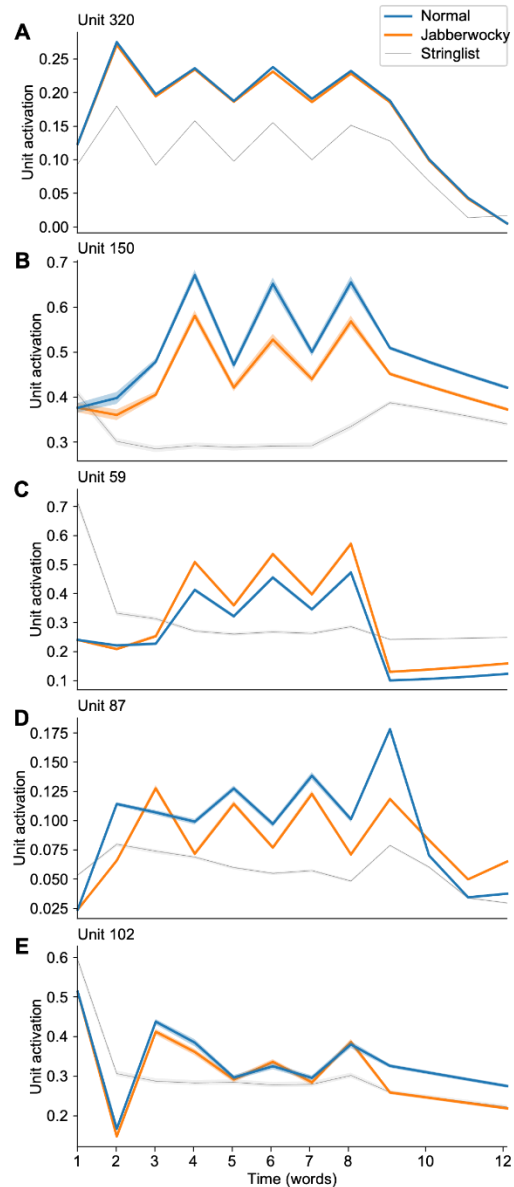 Normal
Jabberwocky
Stringlist
A
Unit 320
0.25
0.20
0.15
0.10
0.05
0.00
Unit activation
B
Unit 150
0.7
0.6
0.5
0.4
0.3
Unit activation
C
Unit 59
0.7
0.6
0.5
0.4
0.3
0.2
0.1
Unit activation
D
Unit 87
0.175
0.150
0.125
0.100
0.075
0.050
0.025
Unit activation
E
Unit 102
0.6
0.5
0.4
0.3
0.2
Unit activation
1 2 3 4 5 6 7 8 10 12
Time (words)